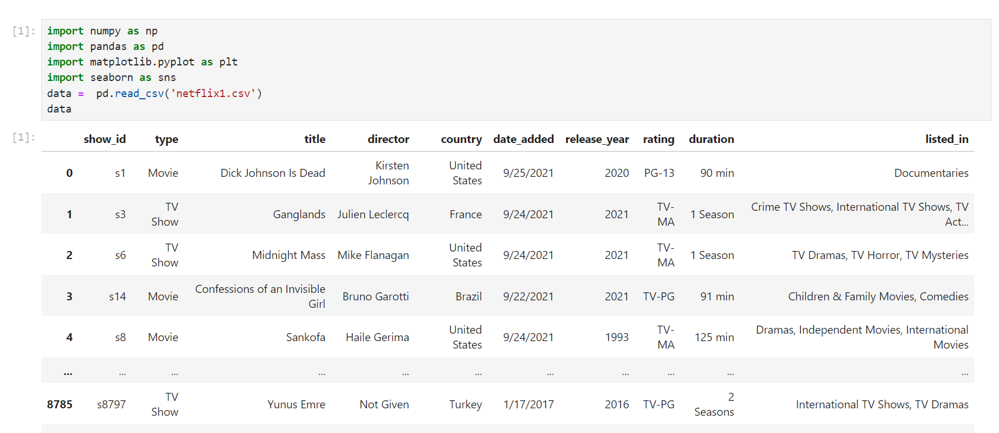 [1]: import numpy as np
import pandas as pd
import matplotlib.pyplot as plt
import seaborn as sns
data =  pd.read_csv('netflix1.csv')
data
[1]: show_id type title director country date_added release_year rating duration listed_in
0 s1 Movie Dick Johnson Is Dead Kirsten Johnson United States 9/25/2021 2020 PG-13 90 min Documentaries
1 s3 TV Show Ganglands Julien Leclercq France 9/24/2021 2021 TV-MA 1 Season Crime TV Shows, International TV Shows, TV Act...
2 s6 TV Show Midnight Mass Mike Flanagan United States 9/24/2021 2021 TV-MA 1 Season TV Dramas, TV Horror, TV Mysteries
3 s14 Movie Confessions of an Invisible Girl Bruno Garotti Brazil 9/22/2021 2021 TV-PG 91 min Children & Family Movies, Comedies
4 s8 Movie Sankofa Haile Gerima United States 9/24/2021 1993 TV-MA 125 min Dramas, Independent Movies, International Movies
... ... ... ... ... ... ... ... ... ... ...
8785 s8797 TV Show Yunus Emre Not Given Turkey 1/17/2017 2016 TV-PG 2 Seasons International TV Shows, TV Dramas